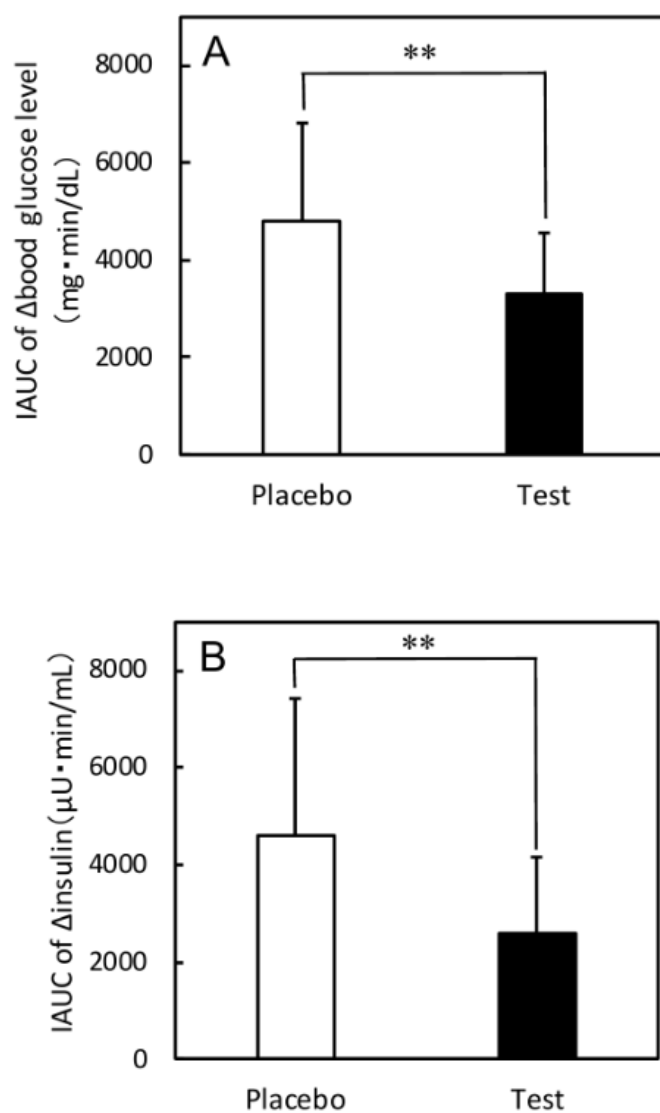 A
**
8000
6000
4000
2000
0
IAUC of Δbood glucose level
(mg・min/dL)
Placebo Test
B
**
8000
6000
4000
2000
0
IAUC of Δinsulin(μU・min/mL)
Placebo Test